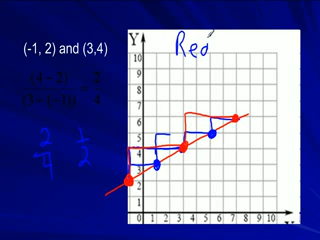 Y
Red
(-1, 2) and (3,4)
(4 – 2) / (3 – (–1)) = 2 / 4
2/4 1/2
10
9
8
7
6
5
4
3
2
1
0 1 2 3 4 5 6 7 8 9 10